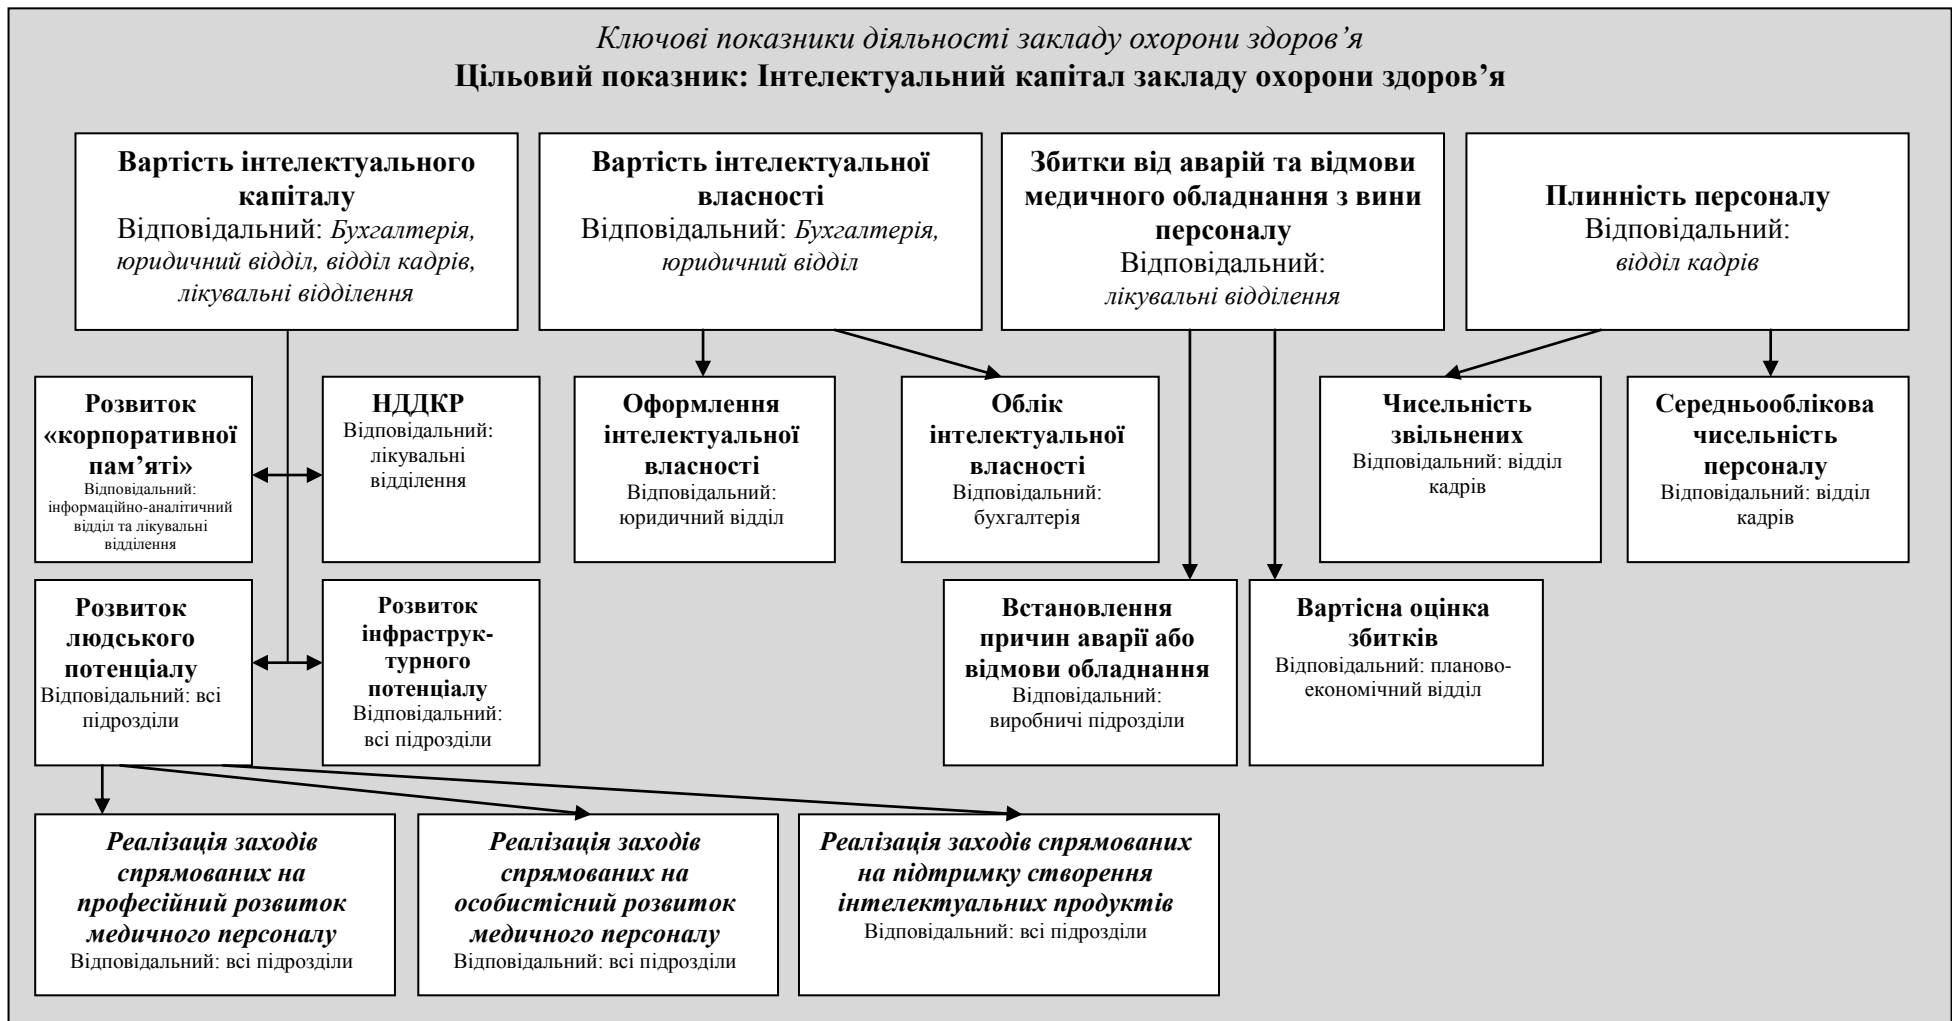 Ключові показники діяльності закладу охорони здоров’я
Цільовий показник: Інтелектуальний капітал закладу охорони здоров’я
Вартість інтелектуального
капіталу
Відповідальний: Бухгалтерія,
юридичний відділ, відділ кадрів,
лікувальні відділення
Вартість інтелектуальної
власності
Відповідальний: Бухгалтерія,
юридичний відділ
Збитки від аварій та відмови
медичного обладнання з вини
персоналу
Відповідальний:
лікувальні відділення
Плинність персоналу
Відповідальний:
відділ кадрів
Розвиток
«корпоративної
пам’яті»
Відповідальний:
інформаційно-аналітичний
відділ та лікувальні
відділення
НДДКР
Відповідальний:
лікувальні
відділення
Оформлення
інтелектуальної
власності
Відповідальний:
юридичний відділ
Облік
інтелектуальної
власності
Відповідальний:
бухгалтерія
Чисельність
звільнених
Відповідальний: відділ
кадрів
Середньооблікова
чисельність
персоналу
Відповідальний: відділ
кадрів
Розвиток
людського
потенціалу
Відповідальний: всі
підрозділи
Розвиток
інфраструк-
турного
потенціалу
Відповідальний:
всі підрозділи
Встановлення
причин аварії або
відмови обладнання
Відповідальний:
виробничі підрозділи
Вартісна оцінка
збитків
Відповідальний: планово-
економічний відділ
Реалізація заходів
спрямованих на
професійний розвиток
медичного персоналу
Відповідальний: всі підрозділи
Реалізація заходів
спрямованих на
особистісний розвиток
медичного персоналу
Відповідальний: всі підрозділи
Реалізація заходів спрямованих
на підтримку створення
інтелектуальних продуктів
Відповідальний: всі підрозділи